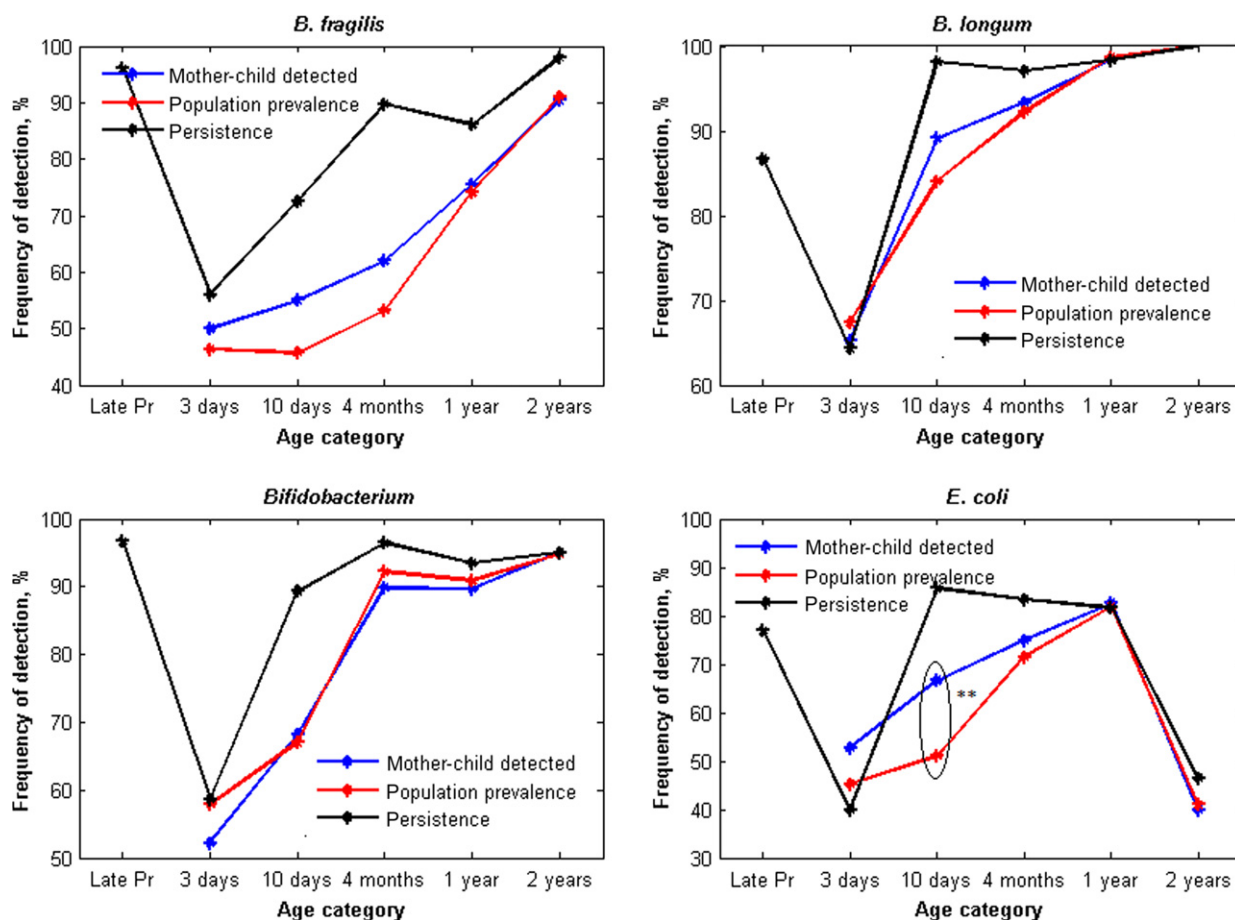 B. fragilis
100
90
80
70
60
50
40
Frequency of detection, %
Mother-child detected
Population prevalence
Persistence
Late Pr 3 days 10 days 4 months 1 year 2 years
Age category
B. longum
100
90
80
70
60
Frequency of detection, %
Mother-child detected
Population prevalence
Persistence
Late Pr 3 days 10 days 4 months 1 year 2 years
Age category
Bifidobacterium
100
90
80
70
60
50
Frequency of detection, %
Mother-child detected
Population prevalence
Persistence
Late Pr 3 days 10 days 4 months 1 year 2 years
Age category
E. coli
100
90
80
70
60
50
40
30
Frequency of detection, %
Mother-child detected
Population prevalence
Persistence
**
Late Pr 3 days 10 days 4 months 1 year 2 years
Age category